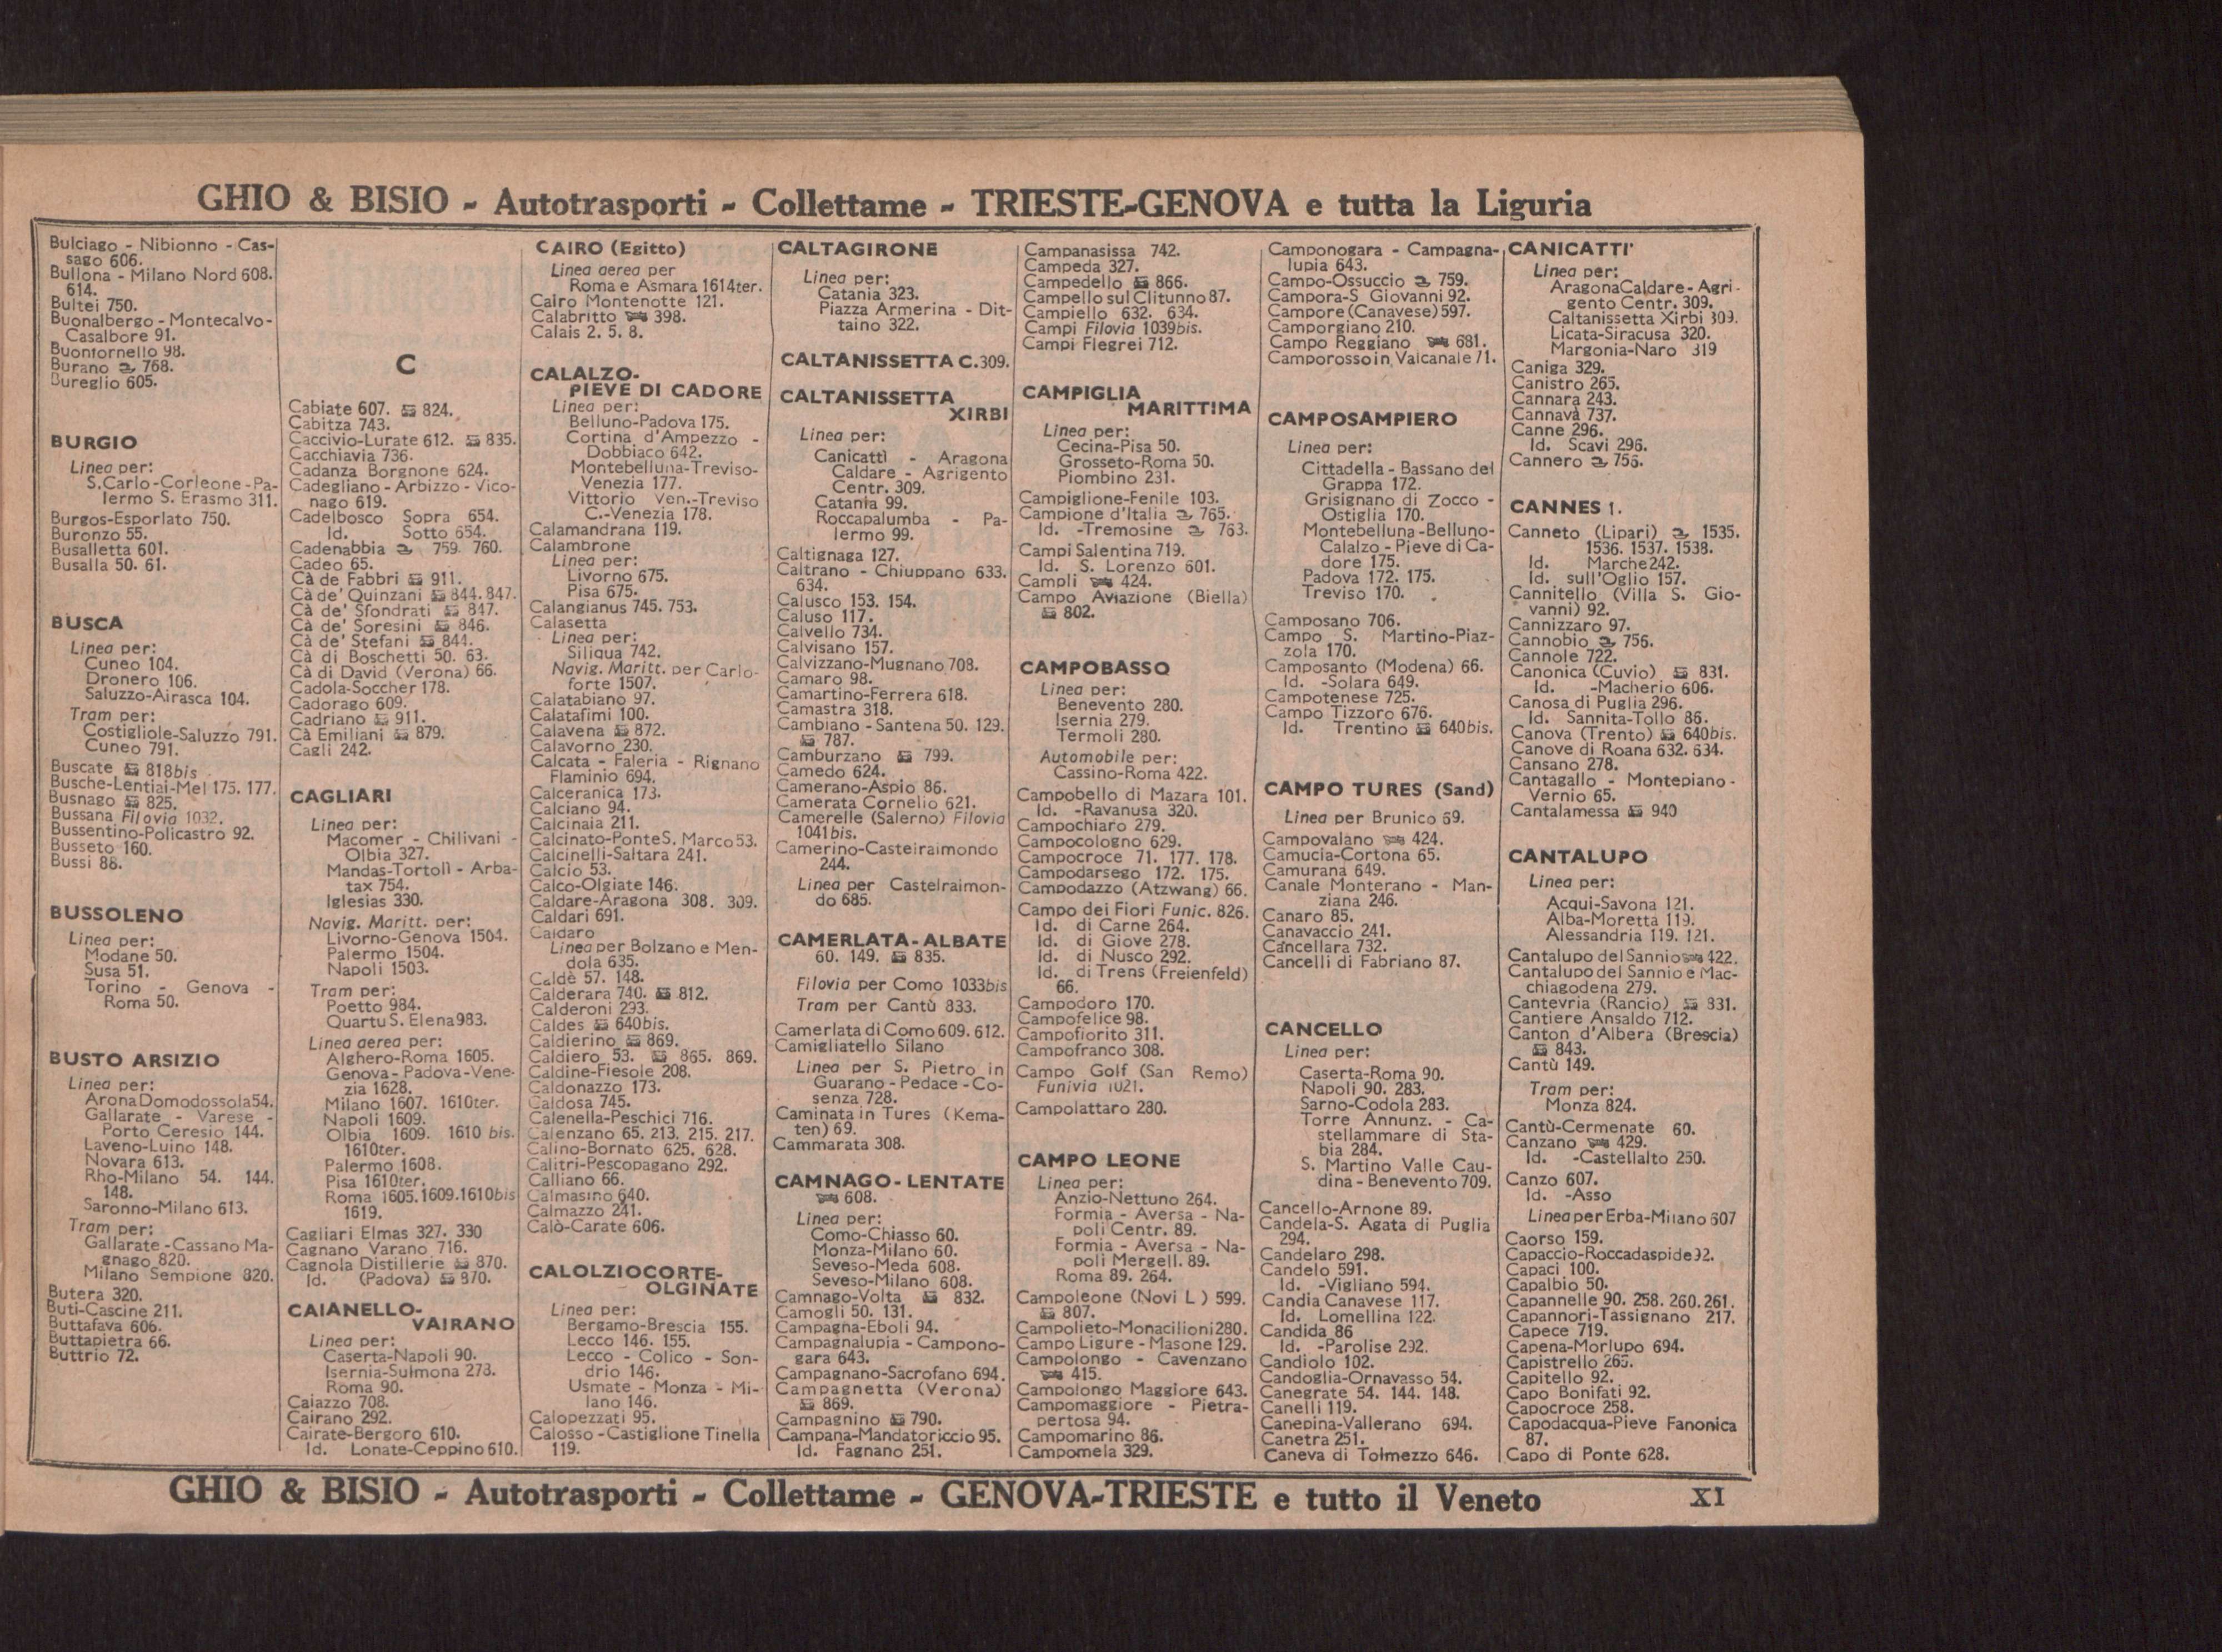 GHIO & BISIO - Autotrasporti - Collettame - TRIESTE-GENOVA e tutta la Liguria
Bulciago - Nibionno - Cas-
sago 606.
Bullona - Milano Nord 608.
614.
Bultei 750.
Buonalbergo - Montecalvo-
Casalbore 91.
Buonfornello 98.
Burano 768.
Bureglio 605.
BURGIO
Linea per:
S.Carlo-Corleone-Pa-
lermo S. Erasmo 311.
Burgos-Esporlato 750.
Buronzo 55.
Busalletta 601.
Busalla 50. 61.
BUSCA
Linea per:
Cuneo 104.
Dronero 106.
Saluzzo-Airasca 104.
Tram per:
Costigliole-Saluzzo 791.
Cuneo 791.
Buscate 818bis
Busche-Lentiai-Mel 175. 177.
Busnago 825.
Bussana Filovia 1032.
Bussentino-Policastro 92.
Busseto 160.
Bussi 86.
BUSSOLENO
Linea per:
Modane 50.
Susa 51.
Torino - Genova -
Roma 50.
BUSTO ARSIZIO
Linea per:
Arona Domodossola 54.
Gallarate - Varese -
Porto Ceresio 144.
Laveno-Luino 148.
Novara 613.
Rho-Milano 54. 144.
148.
Saronno-Milano 613.
Tram per:
Gallarate-Cassano Ma-
gnago 820.
Milano Sempione 820.
Butera 320.
Buti-Cascine 211.
Buttafava 606.
Buttapietra 66.
Buttrio 72.
C
Cabiate 607. 824.
Cabitza 743.
Caccivio-Lurate 612. 835.
Cacchiavia 736.
Cadanza Borgnone 624.
Cadegliano - Arbizzo - Vico-
nago 619.
Cadelbosco Sopra 654.
Id. Sotto 654.
Cadenabbia 759. 760.
Cadeo 65.
Cà de Fabbri 911.
Cà de' Quinzani 844. 847.
Cà de' Sfondrati 847.
Cà de' Soresini 846.
Cà de' Stefani 844.
Cà di Boschetti 50. 63.
Cà di David (Verona) 66.
Cadola-Soccher 178.
Cadorago 609.
Cadriano 911.
Cà Emiliani 879.
Cagli 242.
CAGLIARI
Linea per:
Macomer - Chilivani -
Olbia 327.
Mandas-Tortolì - Arba-
tax 754.
Iglesias 330.
Navig. Maritt. per:
Livorno-Genova 1504.
Palermo 1504.
Napoli 1503.
Tram per:
Poetto 984.
Quartu S. Elena 983.
Linea aerea per:
Alghero-Roma 1605.
Genova-Padova-Vene-
zia 1628.
Milano 1607. 1610ter.
Napoli 1609.
Olbia 1609. 1610 bis.
1610ter.
Palermo 1608.
Pisa 1610ter.
Roma 1605.1609.1610bis
1619.
Cagliari Elmas 327. 330
Cagnano Varano 716.
Cagnola Distillerie 870.
Id. (Padova) 870.
CAIANELLO-
VAIRANO
Linea per:
Caserta-Napoli 90.
Isernia-Sulmona 278.
Roma 90.
Caiazzo 708.
Cairano 292.
Cairate-Bergoro 610.
Id. Lonate-Ceppino 610.
CAIRO (Egitto)
Linea aerea per
Roma e Asmara 1614ter.
Cairo Montenotte 121.
Calabritto 398.
Calais 2. 5. 8.
CALALZO-
PIEVE DI CADORE
Linea per:
Belluno-Padova 175.
Cortina d'Ampezzo -
Dobbiaco 642.
Montebelluna-Treviso-
Venezia 177.
Vittorio Ven.-Treviso
C.-Venezia 178.
Calamandrana 119.
Calambrone
Linea per:
Livorno 675.
Pisa 675.
Calangianus 745. 753.
Calasetta
Linea per:
Siliqua 742.
Navig. Maritt. per Carlo-
forte 1507.
Calatabiano 97.
Calatafimi 100.
Calavena 872.
Calavorno 230.
Calcata - Faleria - Rignano
Flaminio 694.
Calceranica 173.
Calciano 94.
Calcinaia 211.
Calcinato-Ponte S. Marco 53.
Calcinelli-Saltara 241.
Calcio 53.
Calco-Olgiate 146.
Caldare-Aragona 308. 309.
Caldari 691.
Caldaro
Linea per Bolzano e Men-
dola 635.
Caldè 57. 148.
Calderara 740. 812.
Calderoni 293.
Caldes 640bis.
Caldierino 869.
Caldiero 53. 865. 869.
Caldine-Fiesole 208.
Caldonazzo 173.
Caldosa 745.
Calenella-Peschici 716.
Calenzano 65. 213. 215. 217.
Calino-Bornato 625. 628.
Calitri-Pescopagano 292.
Calliano 66.
Calmasino 640.
Calmazzo 241.
Calò-Carate 606.
CALOLZIOCORTE-
OLGINATE
Linea per:
Bergamo-Brescia 155.
Lecco 146. 155.
Lecco - Colico - Son-
drio 146.
Usmate - Monza - Mi-
lano 146.
Calopezzati 95.
Calosso-Castiglione Tinella
119.
CALTAGIRONE
Linea per:
Catania 323.
Piazza Armerina - Dit-
taino 322.
CALTANISSETTA C. 309.
CALTANISSETTA
XIRBI
Linea per:
Canicattì - Aragona
Caldare - Agrigento
Centr. 309.
Catania 99.
Roccapalumba - Pa-
lermo 99.
Caltignaga 127.
Caltrano - Chiuppano 633.
634.
Calusco 153. 154.
Caluso 117.
Calvello 734.
Calvisano 157.
Calvizzano-Mugnano 708.
Camaro 98.
Camartino-Ferrera 618.
Camastra 318.
Cambiano - Santena 50. 129.
787.
Camburzano 799.
Camedo 624.
Camerano-Aspio 86.
Camerata Cornelio 621.
Camerelle (Salerno) Filovia
1041bis.
Camerino-Castelraimondo
244.
Linea per Castelraimon-
do 685.
CAMERLATA-ALBATE
60. 149. 835.
Filovia per Como 1033bis
Tram per Cantù 833.
Camerlata di Como 609. 612.
Camigliatello Silano
Linea per S. Pietro in
Guarano - Pedace - Co-
senza 728.
Caminata in Tures (Kema-
ten) 69.
Cammarata 308.
CAMNAGO-LENTATE
608.
Linea per:
Como-Chiasso 60.
Monza-Milano 60.
Seveso-Meda 608.
Seveso-Milano 608.
Camnago-Volta 832.
Camogli 50. 131.
Campagna-Eboli 94.
Campagnalupia - Campono-
gara 643.
Campagnano-Sacrofano 694.
Campagnetta (Verona)
869.
Campagnino 790.
Campana-Mandatoriccio 95.
Id. Fagnano 251.
Campanasissa 742.
Campeda 327.
Campedello 866.
Campello sul Clitunno 87.
Campiello 632. 634.
Campi Filovia 1039bis.
Campi Flegrei 712.
CAMPIGLIA
MARITTIMA
Linea per:
Cecina-Pisa 50.
Grosseto-Roma 50.
Piombino 231.
Campiglione-Fenile 103.
Campione d'Italia 765.
Id. -Tremosine 763.
Campi Salentina 719.
Id. S. Lorenzo 601.
Campli 424.
Campo Aviazione (Biella)
802.
CAMPOBASSO
Linea per:
Benevento 280.
Isernia 279.
Termoli 280.
Automobile per:
Cassino-Roma 422.
Campobello di Mazara 101.
Id. -Ravanusa 320.
Campochiaro 279.
Campocologno 629.
Campocroce 71. 177. 178.
Campodarsego 172. 175.
Campodazzo (Atzwang) 66.
Campo dei Fiori Funic. 826.
Id. di Carne 264.
Id. di Giove 278.
Id. di Nusco 292.
Id. di Trens (Freienfeld)
66.
Campodoro 170.
Campofelice 98.
Campofiorito 311.
Campofranco 308.
Campo Golf (San Remo)
Funivia 1021.
Campolattaro 280.
CAMPO LEONE
Linea per:
Anzio-Nettuno 264.
Formia - Aversa - Na-
poli Centr. 89.
Formia - Aversa - Na-
poli Mergell. 89.
Roma 89. 264.
Campoleone (Novi L) 599.
807.
Campolieto-Monacilioni 280.
Campo Ligure-Masone 129.
Campolongo - Cavenzano
415.
Campolongo Maggiore 643.
Campomaggiore - Pietra-
pertosa 94.
Campomarino 86.
Campomela 329.
Camponogara - Campagna-
lupia 643.
Campo-Ossuccio 759.
Campora-S Giovanni 92.
Campore (Canavese) 597.
Camporgiano 210.
Campo Reggiano 681.
Camporosso in Valcanale 71.
CAMPOSAMPIERO
Linea per:
Cittadella - Bassano del
Grappa 172.
Grisignano di Zocco -
Ostiglia 170.
Montebelluna-Belluno-
Calalzo-Pieve di Ca-
dore 175.
Padova 172. 175.
Treviso 170.
Camposano 706.
Campo S. Martino-Piaz-
zola 170.
Camposanto (Modena) 66.
Id. -Solara 649.
Campotenese 725.
Campo Tizzoro 676.
Id. Trentino 640bis.
CAMPO TURES (Sand)
Linea per Brunico 69.
Campovalano 424.
Camucia-Cortona 65.
Camurana 649.
Canale Monterano - Man-
ziana 246.
Canaro 85.
Canavaccio 241.
Cancellara 732.
Cancelli di Fabriano 87.
CANCELLO
Linea per:
Caserta-Roma 90.
Napoli 90. 283.
Sarno-Codola 283.
Torre Annunz. - Ca-
stellammare di Sta-
bia 284.
S. Martino Valle Cau-
dina - Benevento 709.
Cancello-Arnone 89.
Candela-S. Agata di Puglia
294.
Candelaro 298.
Candelo 591.
Id. -Vigliano 594.
Candia Canavese 117.
Id. Lomellina 122.
Candida 86
Id. -Parolise 292.
Candiolo 102.
Candoglia-Ornavasso 54.
Canegrate 54. 144. 148.
Canelli 119.
Canepina-Vallerano 694.
Canetra 251.
Caneva di Tolmezzo 646.
CANICATTI'
Linea per:
Aragona Caldare-Agri-
gento Centr. 309.
Caltanissetta Xirbi 309.
Licata-Siracusa 320.
Margonia-Naro 319
Caniga 329.
Canistro 265.
Cannara 243.
Cannavà 737.
Canne 296.
Id. Scavi 296.
Cannero 755.
CANNES 1.
Canneto (Lipari) 1535.
1536. 1537. 1538.
Id. Marche 242.
Id. sull'Oglio 157.
Cannitello (Villa S. Gio-
vanni) 92.
Cannizzaro 97.
Cannobio 756.
Cannole 722.
Canonica (Cuvio) 831.
Id. -Macherio 606.
Canosa di Puglia 296.
Id. Sannita-Tollo 86.
Canova (Trento) 640bis.
Canove di Roana 632. 634.
Cansano 278.
Cantagallo - Montepiano -
Vernio 65.
Cantalamessa 940
CANTALUPO
Linea per:
Acqui-Savona 121.
Alba-Moretta 119.
Alessandria 119. 121.
Cantalupo del Sannio 422.
Cantalupo del Sannio e Mac-
chiagodena 279.
Cantevria (Rancio) 831.
Cantiere Ansaldo 712.
Canton d'Albera (Brescia)
843.
Cantù 149.
Tram per:
Monza 824.
Cantù-Cermenate 60.
Canzano 429.
Id. -Castellalto 250.
Canzo 607.
Id. -Asso
Linea per Erba-Milano 607
Caorso 159.
Capaccio-Roccadaspide 92.
Capaci 100.
Capalbio 50.
Capannelle 90. 258. 260.261.
Capannori-Tassignano 217.
Capece 719.
Capena-Morlupo 694.
Capistrello 265.
Capitello 92.
Capo Bonifati 92.
Capocroce 258.
Capodacqua-Pieve Fanonica
87.
Capo di Ponte 628.
GHIO & BISIO - Autotrasporti - Collettame - GENOVA-TRIESTE e tutto il Veneto
XI